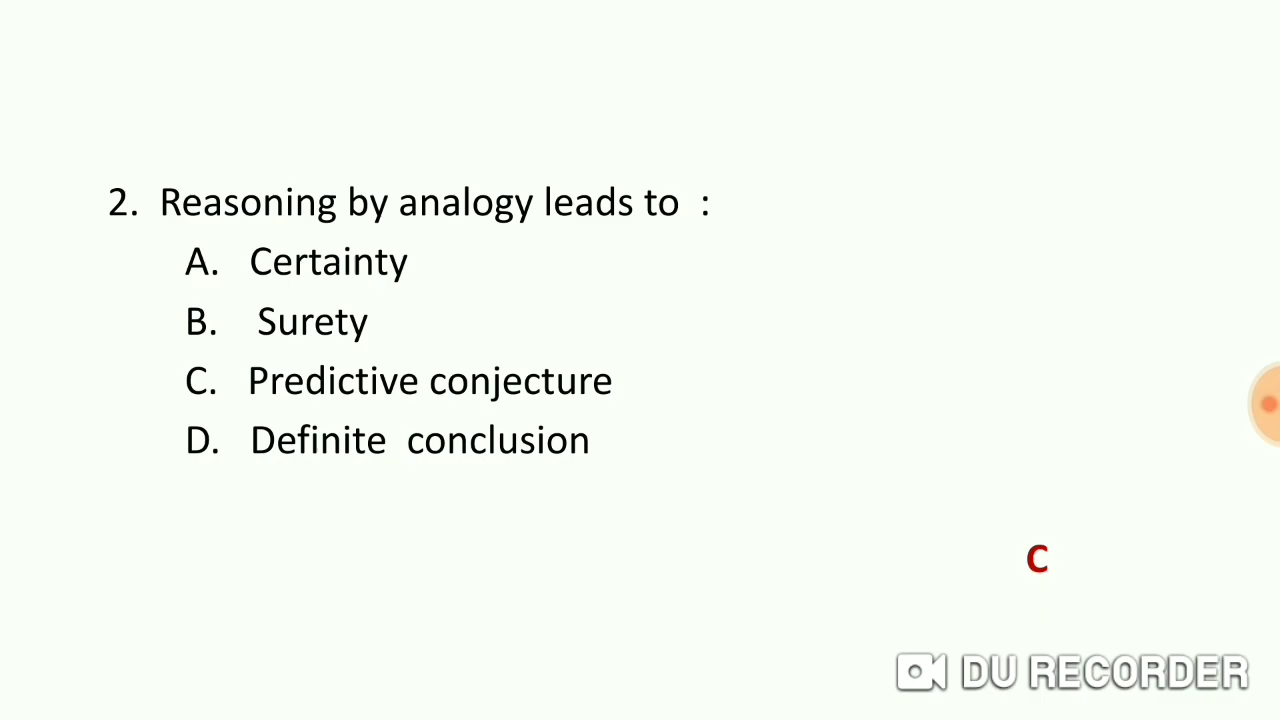 2. Reasoning by analogy leads to :
A. Certainty
B. Surety
C. Predictive conjecture
D. Definite conclusion
C
DU RECORDER